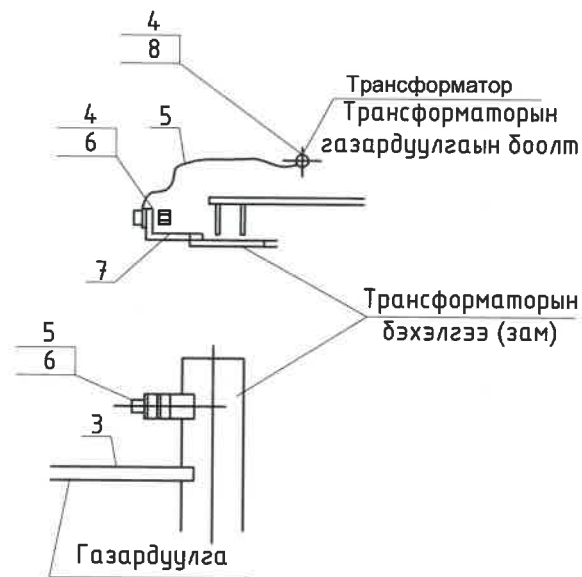 4
8
Трансформатор
Трансформаторын
газардуулгаын боолт
4
6
5
7
Трансформаторын
бэхэлгээ (зам)
5
6
3
Газардуулга